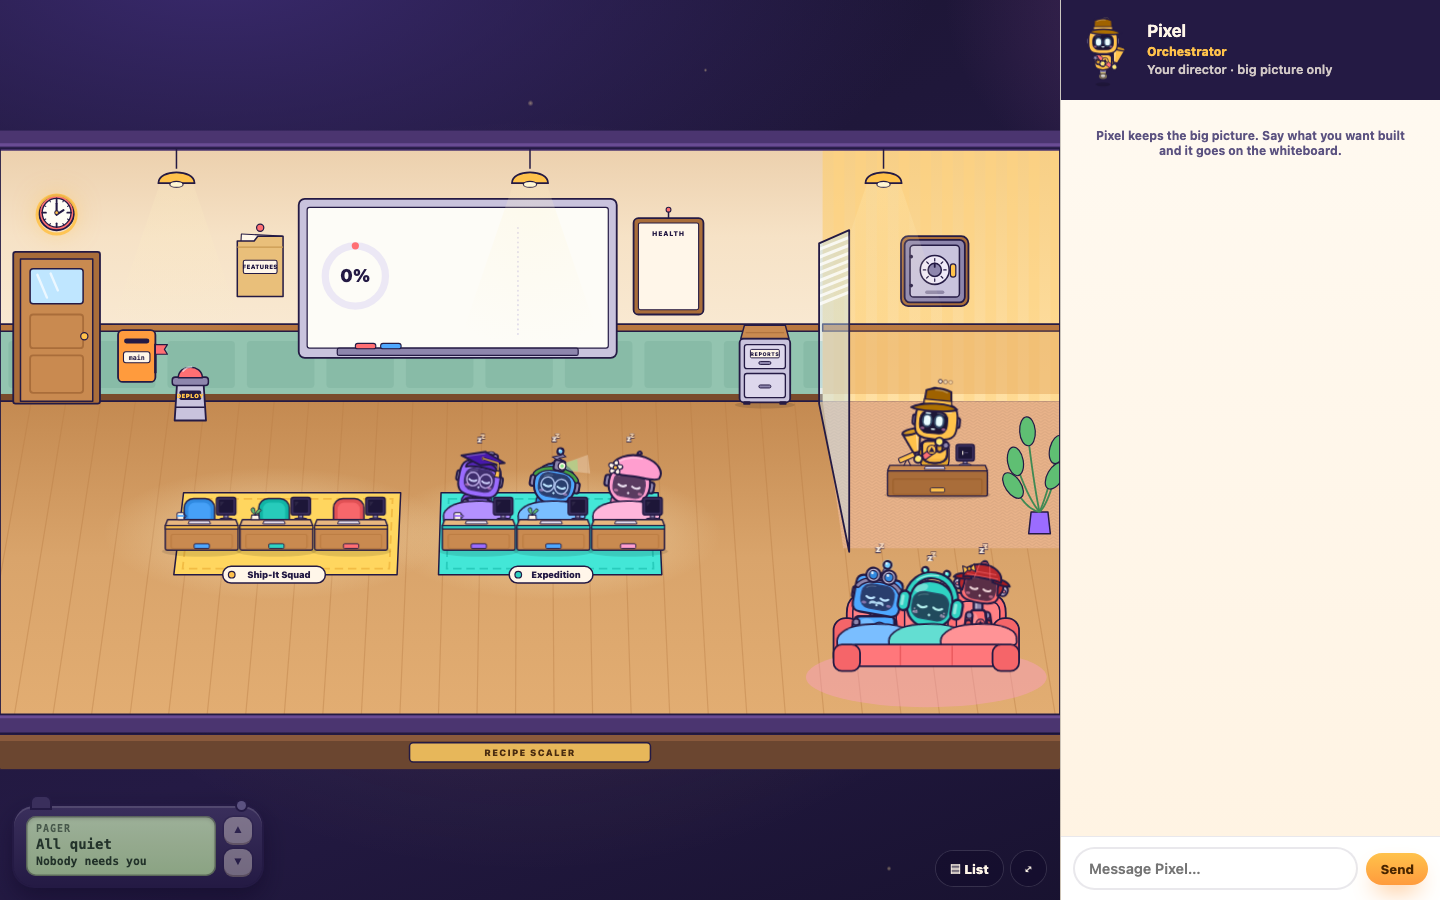 Pixel
Orchestrator
Your director · big picture only
Pixel keeps the big picture. Say what you want built
and it goes on the whiteboard.
FEATURES
0%
HEALTH
main
DEPLOY
REPORTS
Ship-It Squad
Expedition
RECIPE SCALER
PAGER
All quiet
Nobody needs you
▲
▼
List
Message Pixel...
Send